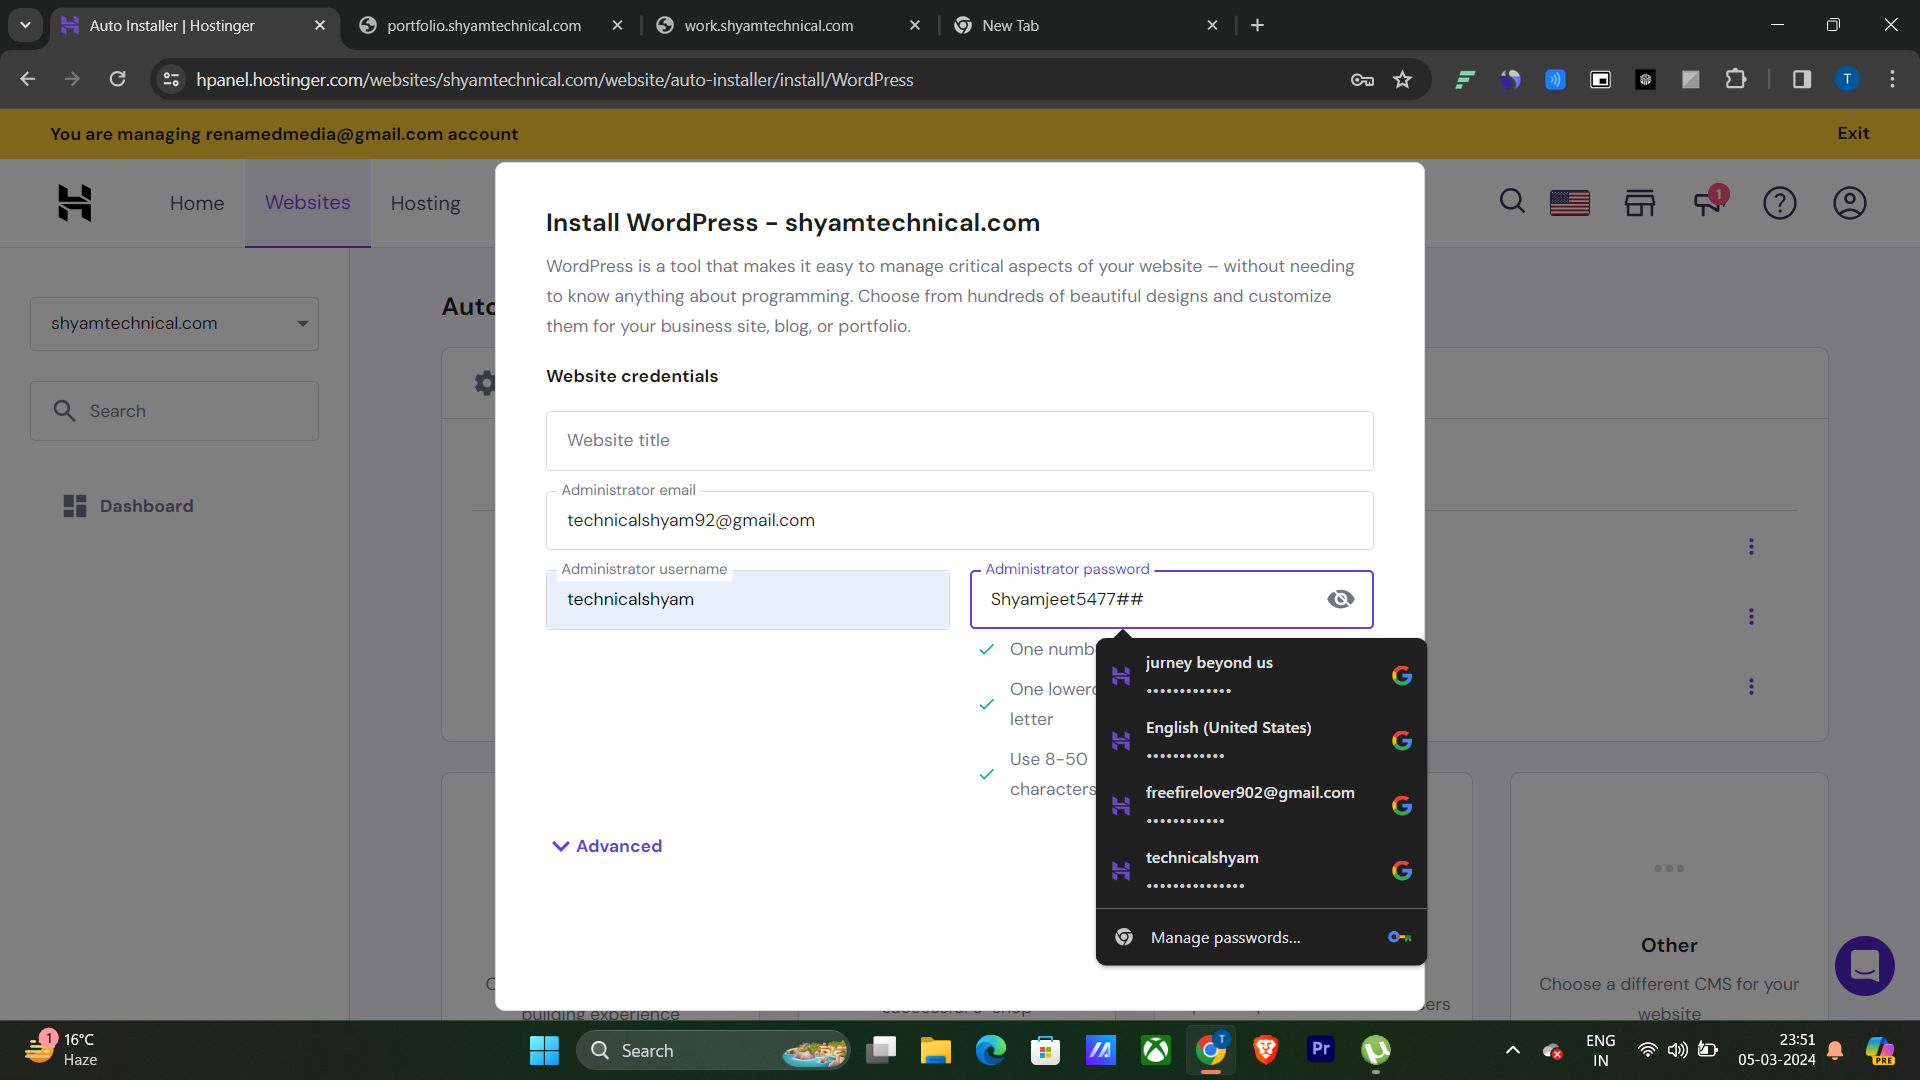 Auto Installer | Hostinger
portfolio.shyamtechnical.com
work.shyamtechnical.com
New Tab
hpanel.hostinger.com/websites/shyamtechnical.com/website/auto-installer/install/WordPress
T
You are managing renamedmedia@gmail.com account
Exit
Home
Websites
Hosting
1
shyamtechnical.com
Search
Dashboard
Auto
Install WordPress - shyamtechnical.com
WordPress is a tool that makes it easy to manage critical aspects of your website – without needing
to know anything about programming. Choose from hundreds of beautiful designs and customize
them for your business site, blog, or portfolio.
Website credentials
Website title
Administrator email
technicalshyam92@gmail.com
Administrator username
technicalshyam
Administrator password
Shyamjeet5477##
One numb
One lowerc
letter
Use 8-50
characters
jurney beyond us
•••••••••••••
English (United States)
••••••••••••
freefirelover902@gmail.com
••••••••••••
technicalshyam
•••••••••••••••
Manage passwords...
Advanced
Other
Choose a different CMS for your
website
building experience
ers
1
16°C
Haze
Search
T
Pr
ENG
IN
23:51
05-03-2024
PRE